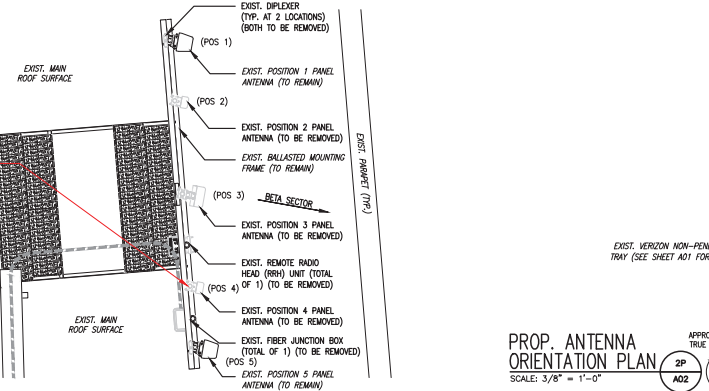 EXIST. DIPLEXER
(TYP. AT 2 LOCATIONS)
(BOTH TO BE REMOVED)
(POS 1)
EXIST. MAIN
ROOF SURFACE
EXIST. POSITION 1 PANEL
ANTENNA (TO REMAIN)
(POS 2)
EXIST. POSITION 2 PANEL
ANTENNA (TO BE REMOVED)
EXIST. BALLASTED MOUNTING
FRAME (TO REMAIN)
EXIST. PARAPET (TYP.)
(POS 3)
BETA SECTOR
EXIST. POSITION 3 PANEL
ANTENNA (TO BE REMOVED)
EXIST. REMOTE RADIO
HEAD (RRH) UNIT (TOTAL
OF 1) (TO BE REMOVED)
(POS 4)
EXIST. POSITION 4 PANEL
ANTENNA (TO BE REMOVED)
EXIST. MAIN
ROOF SURFACE
EXIST. FIBER JUNCTION BOX
(TOTAL OF 1) (TO BE REMOVED)
(POS 5)
EXIST. POSITION 5 PANEL
ANTENNA (TO REMAIN)
EXIST. VERIZON NON-PEN
TRAY (SEE SHEET A01 FOR
PROP. ANTENNA
ORIENTATION PLAN
SCALE: 3/8" = 1'-0"
2P
A02
APPRO
TRUE